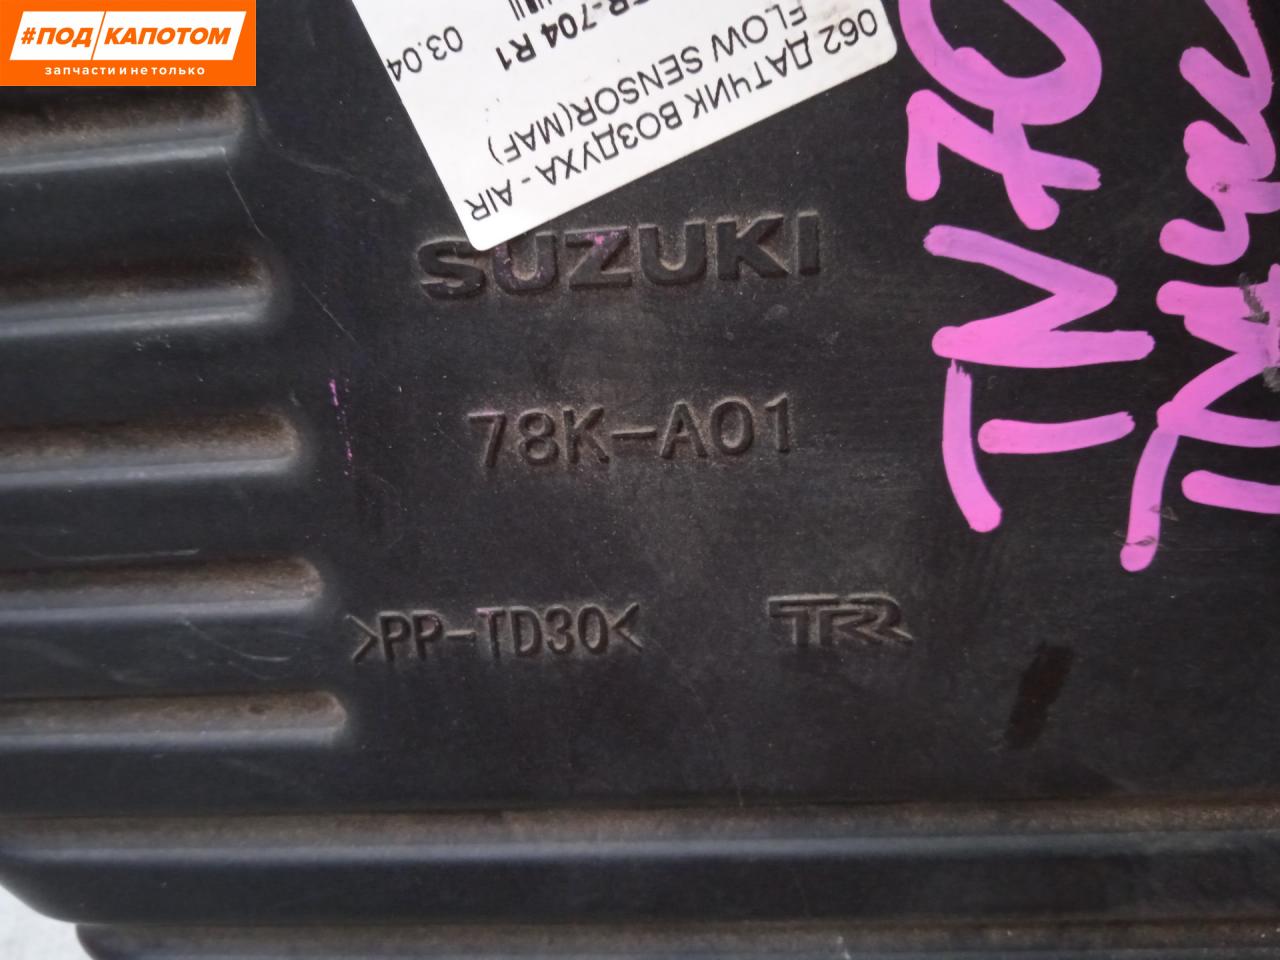 #ПОД КАПОТОМ
запчасти и не только
062 ДАТЧИК ВОЗДУХА - AIR
FLOW SENSOR(MAF)
-704 R1
03.04
SUZUKI
78K-A01
>PP-TD30<
TR